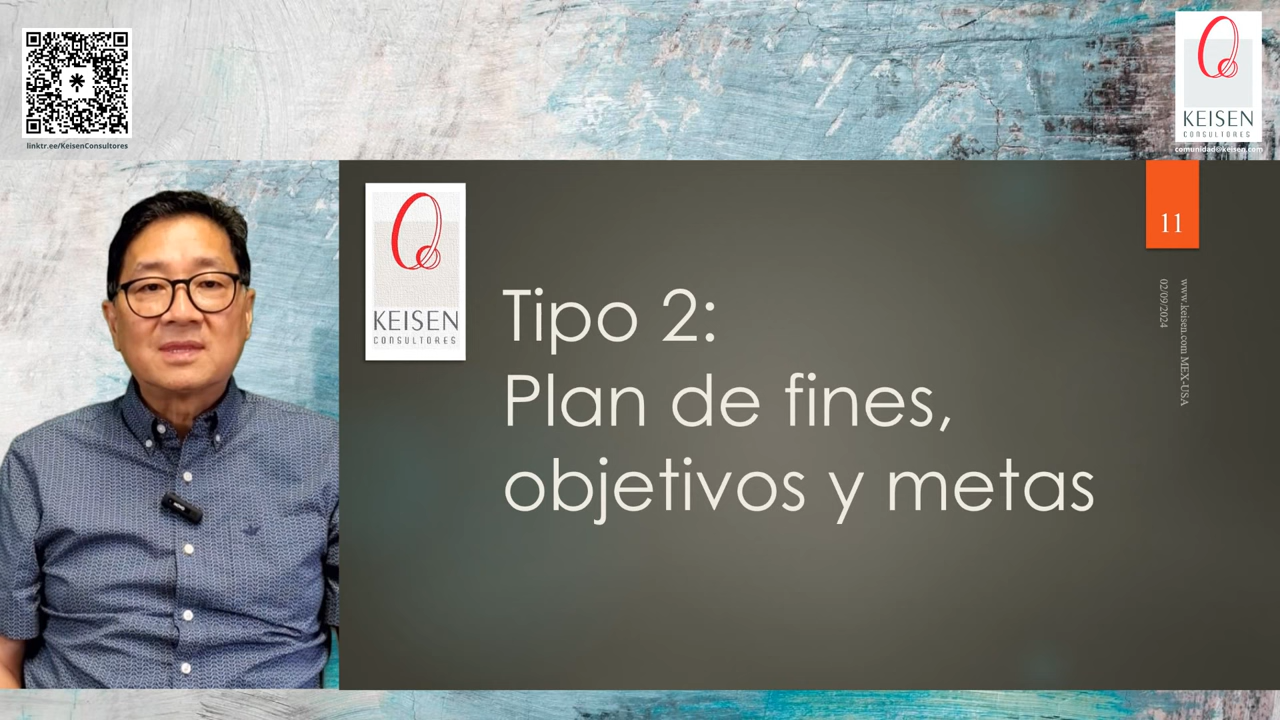 linktr.ee/KeisenConsultores
KEISEN
CONSULTORES
comunidad@keisen.com
KEISEN
CONSULTORES
11
www.keisen.com MEX-USA
02/09/2024
Tipo 2:
Plan de fines,
objetivos y metas